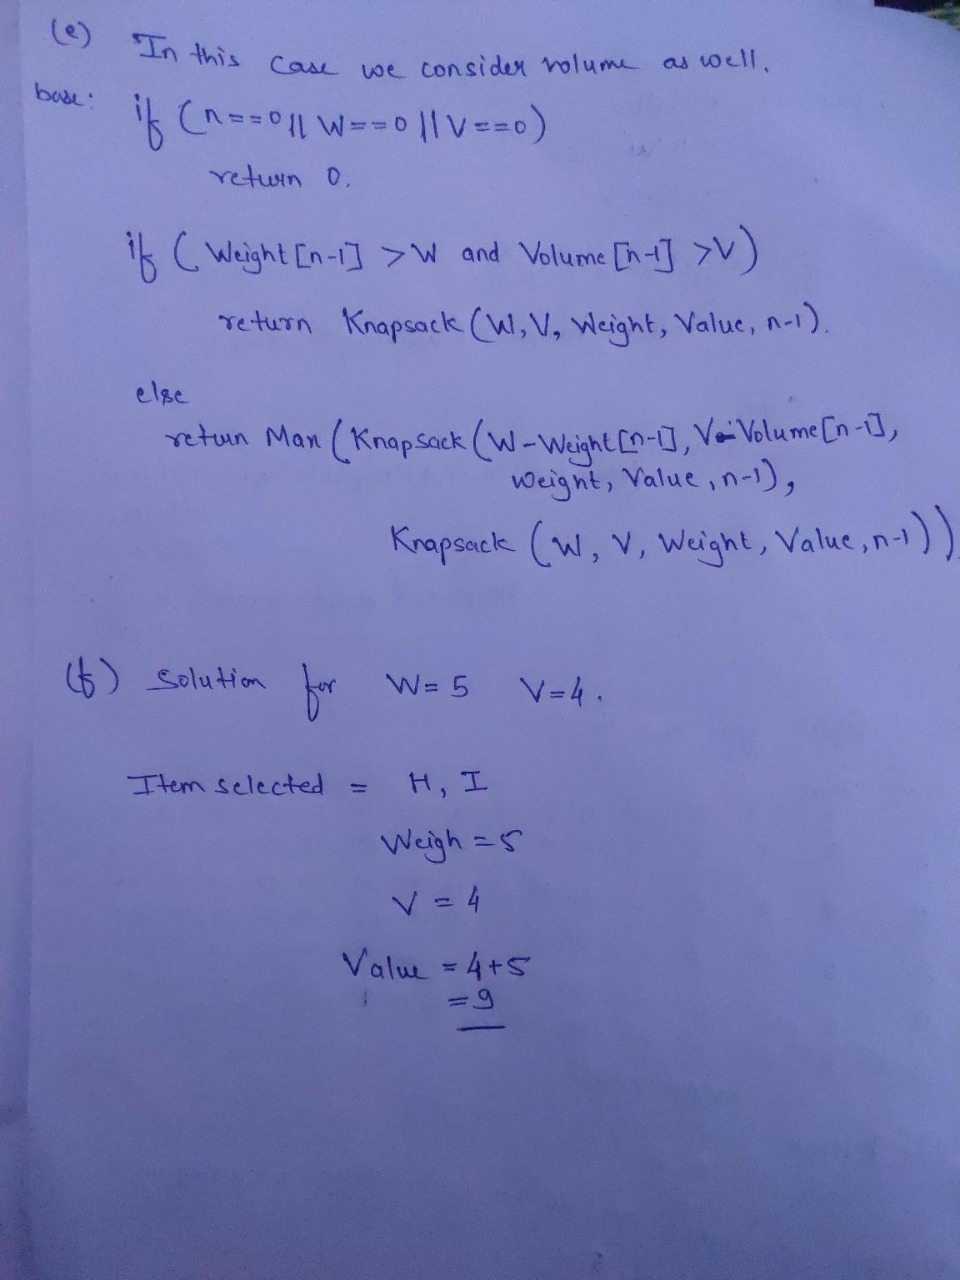 (e) In this case we consider volume as well.
base: if (n==0 || W==0 || V==0)
return 0.
if (Weight[n-1] > W and Volume[n-1] > V)
return Knapsack (W, V, Weight, Value, n-1).
else
return Max (Knapsack (W-Weight[n-1], V-Volume[n-1],
Weight, Value, n-1),
Knapsack (W, V, Weight, Value, n-1))
(f) Solution for W=5 V=4.
Item selected = H, I
Weigh = 5
V = 4
Value = 4+5
= 9